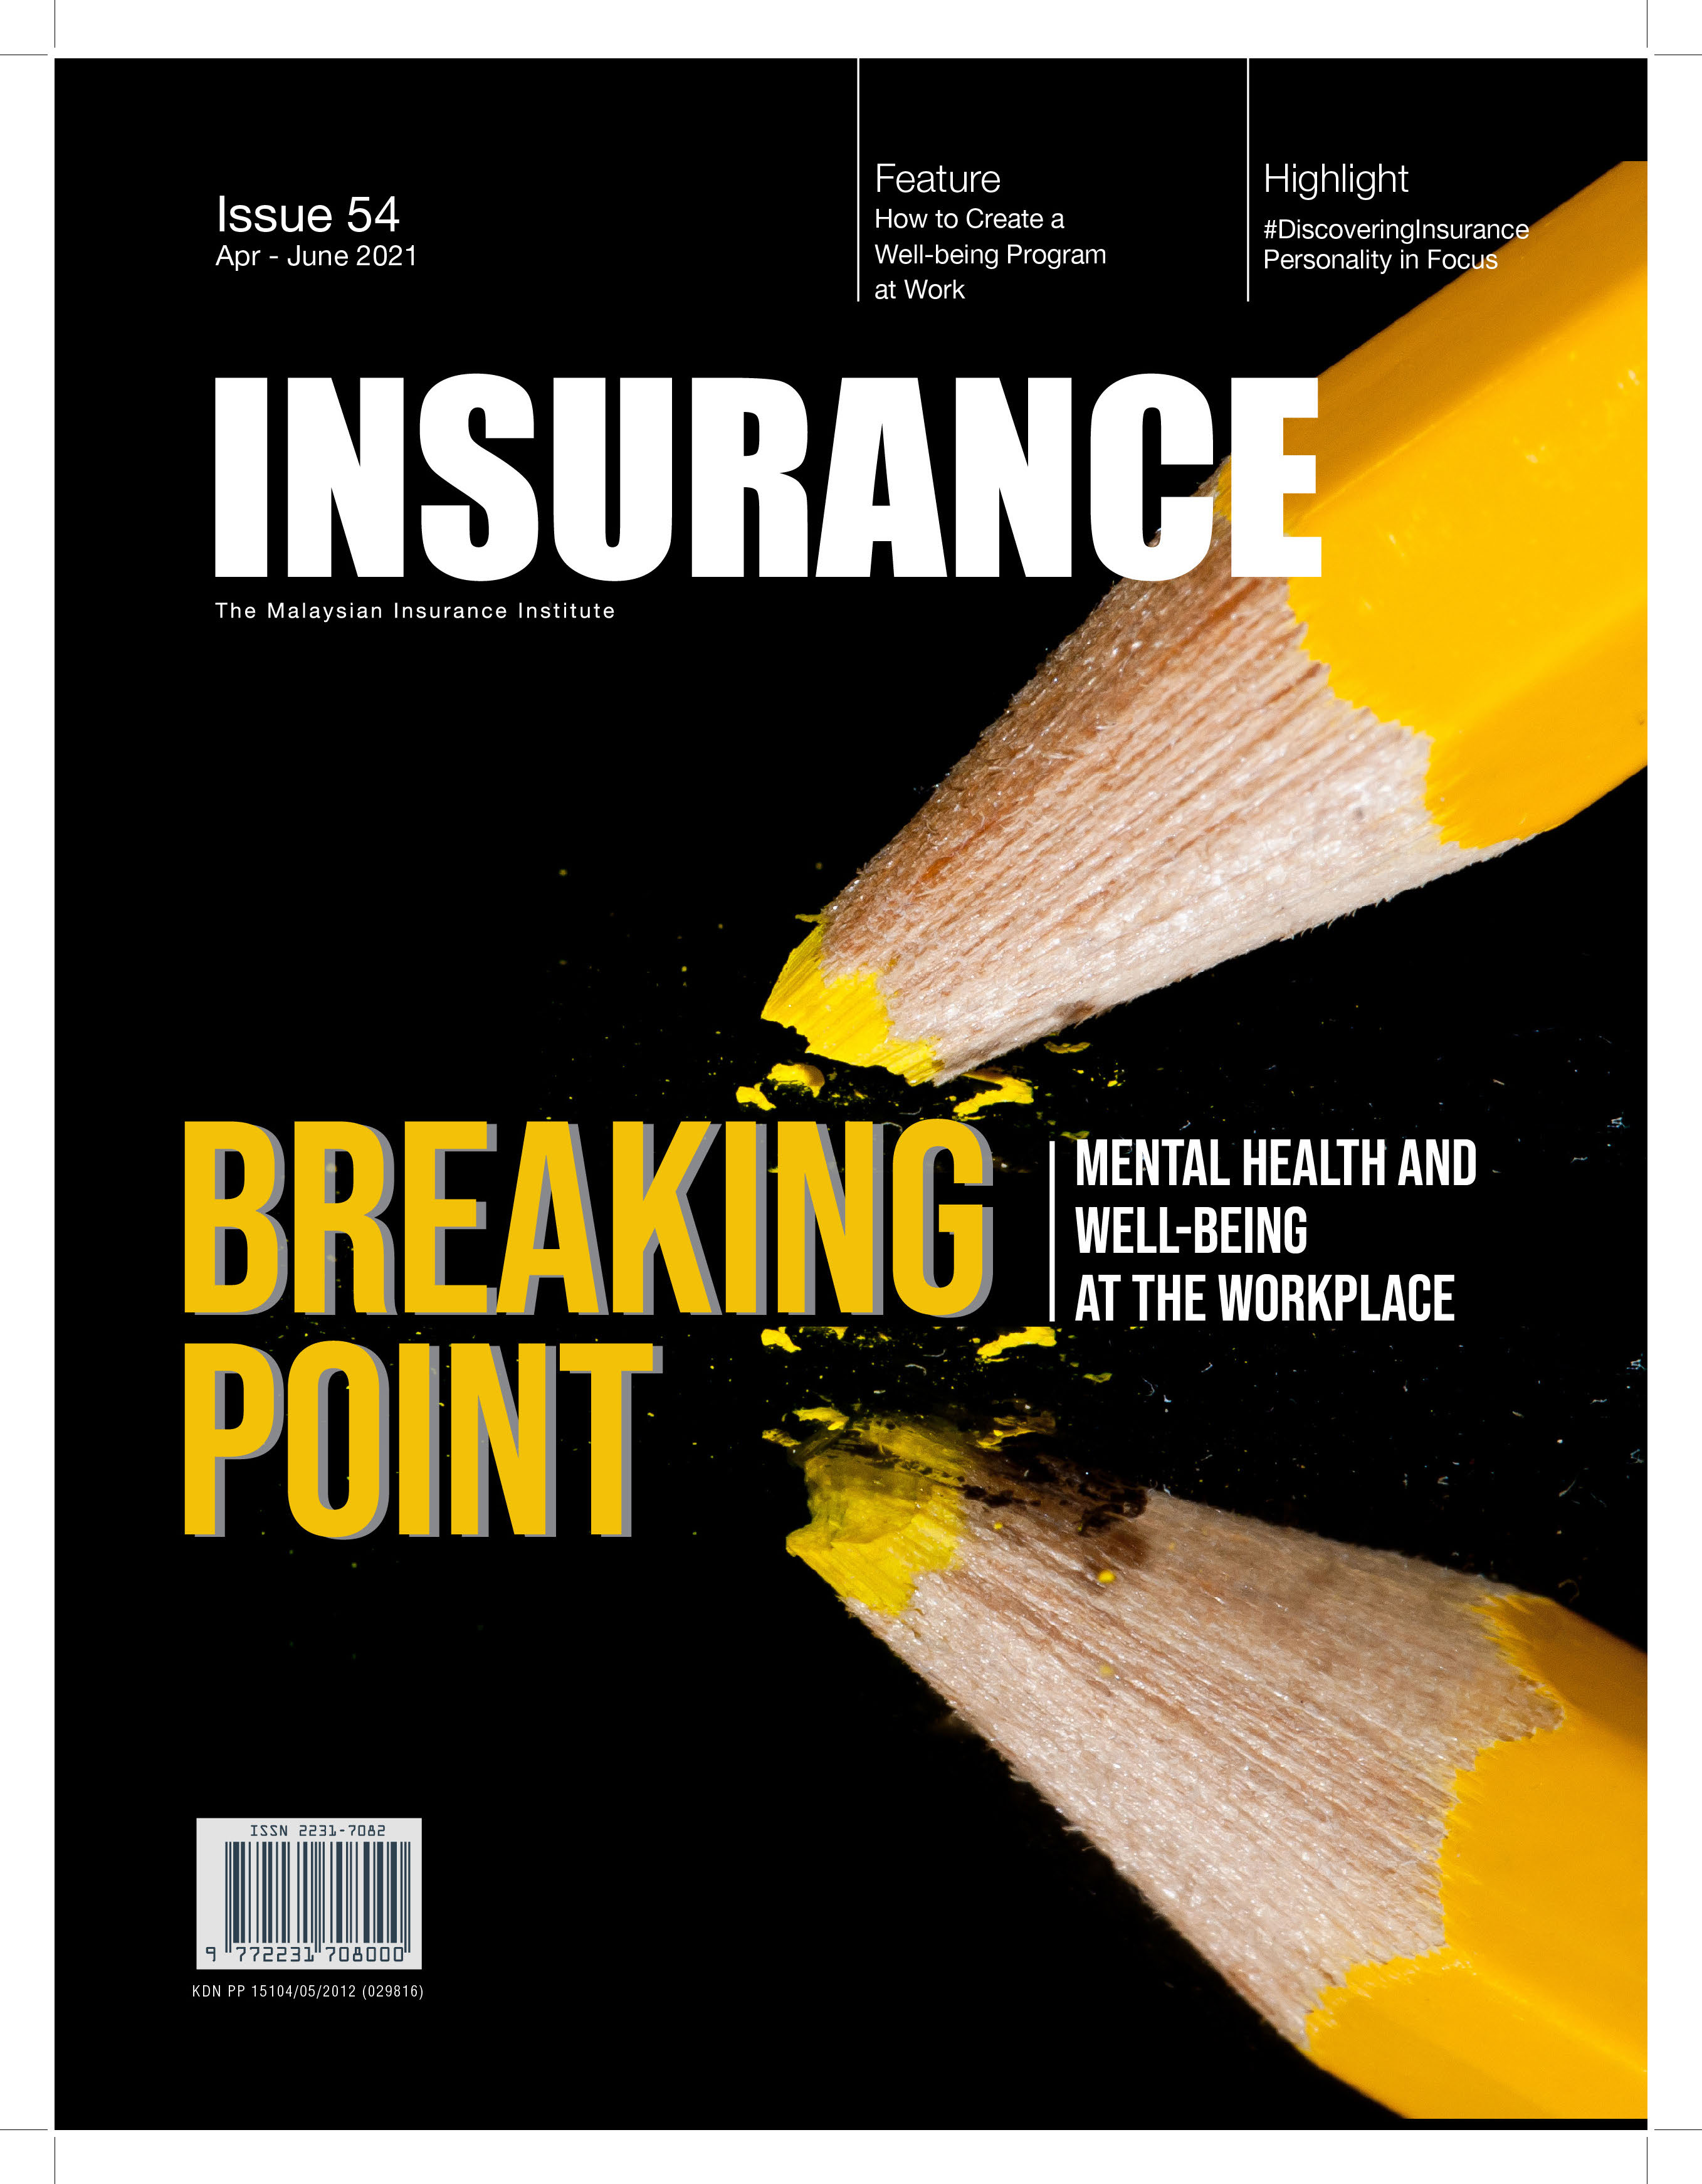 Issue 54
Apr - June 2021
Feature
How to Create a
Well-being Program
at Work
Highlight
#DiscoveringInsurance
Personality in Focus
INSURANCE
The Malaysian Insurance Institute
BREAKING
POINT
MENTAL HEALTH AND
WELL-BEING
AT THE WORKPLACE
ISSN 2231-7082
9 772231 708000
KDN PP 15104/05/2012 (029816)